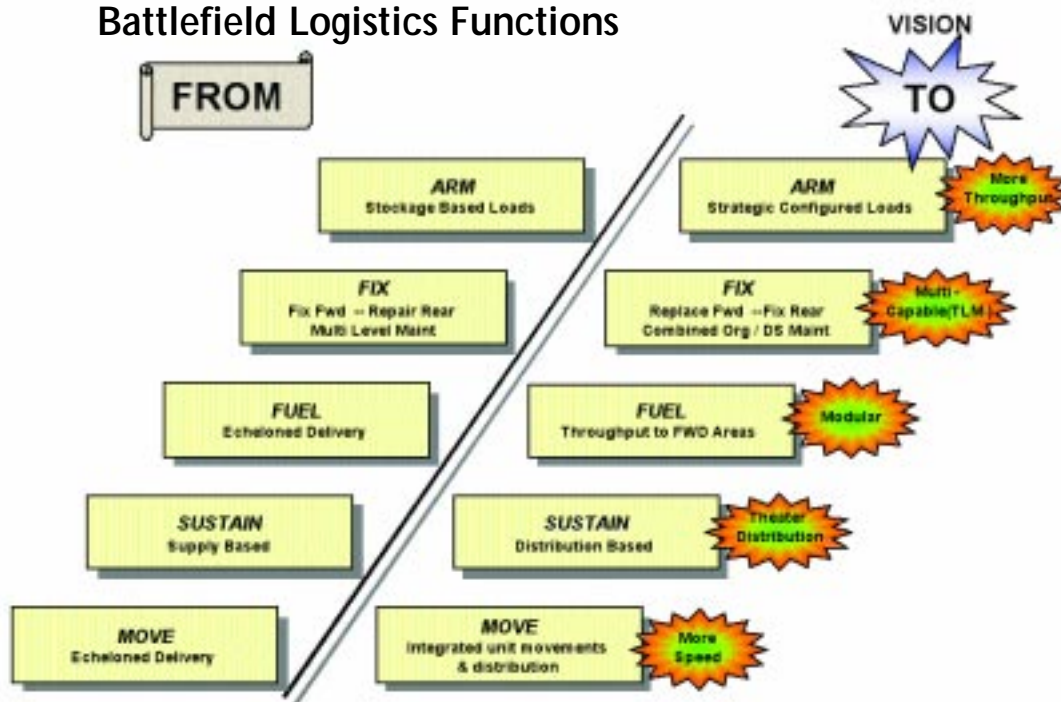 Battlefield Logistics Functions
VISION
FROM
TO
ARM
Stockage Based Loads
ARM
Strategic Configured Loads
More
Throughput
FIX
Fix Fwd -- Repair Rear
Multi Level Maint
FIX
Replace Fwd --Fix Rear
Combined Org / DS Maint
Multi -
Capable(TLM)
FUEL
Echeloned Delivery
FUEL
Throughput to FWD Areas
Modular
SUSTAIN
Supply Based
SUSTAIN
Distribution Based
Theater
Distribution
MOVE
Echeloned Delivery
MOVE
Integrated unit movements
& distribution
More
Speed